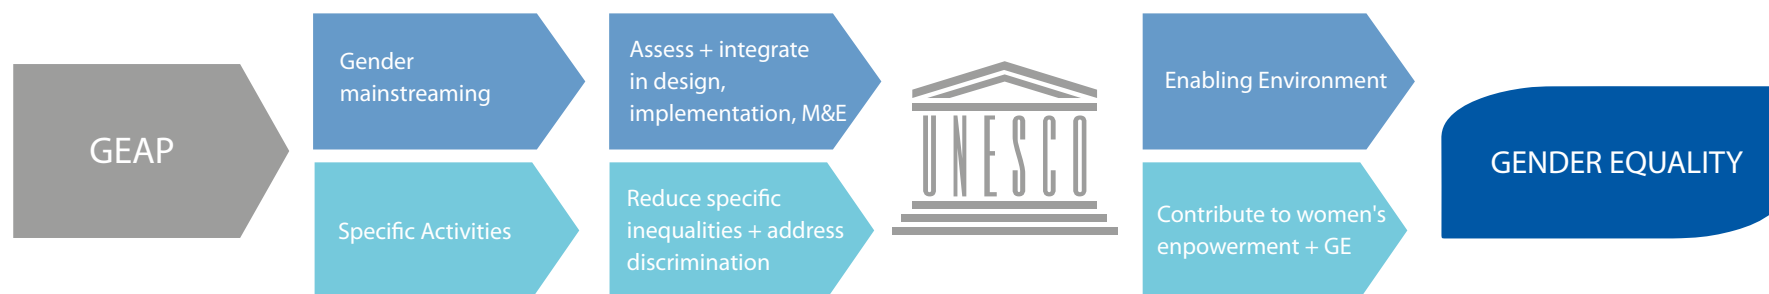 GEAP
Gender
mainstreaming
Specific Activities
Assess + integrate
in design,
implementation, M&E
Reduce specific
inequalities + address
discrimination
UNESCO
Enabling Environment
Contribute to women's
enpowerment + GE
GENDER EQUALITY